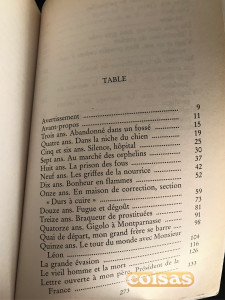 TABLE
Avertissement 9
Avant-propos 11
Trois ans. Abandonné dans un fossé 15
Quatre ans. Dans la niche du chien 19
Cinq et six ans. Silence, hôpital 25
Sept ans. Au marché des orphelins 30
Huit ans. La prison des fous 37
Neuf ans. Les griffes de la nourrice 42
Dix ans. Bonheur en flammes 52
Onze ans. En maison de correction, section
« Durs à cuire » 59
Douze ans. Fugue et dégoût 73
Treize ans. Braqueur de prostituées 81
Quatorze ans. Gigolo à Montparnasse 91
Quai de départ, mon grand frère se barre 98
Quinze ans. Le tour du monde avec Monsieur
Léon 124
La grande évasion 116
Le vieil homme et la mort 126
Lettre ouverte à mon père, Président de la
France 133
273
coisas